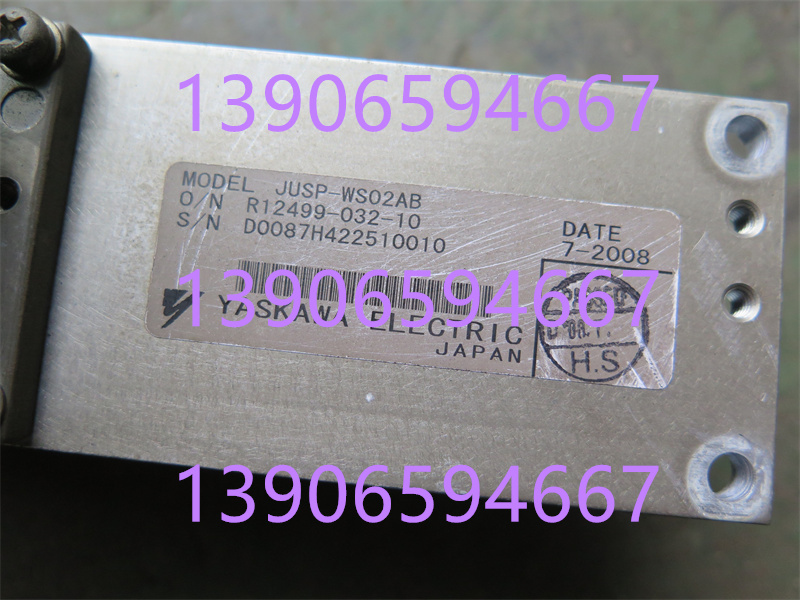 13906594667
MODEL JUSP-WS02AB
O/N R12499-032-10
S/N D0087H422510010
DATE
7-2008
13906594667
YASKAWA ELECTRIC
JAPAN
H.S
13906594667